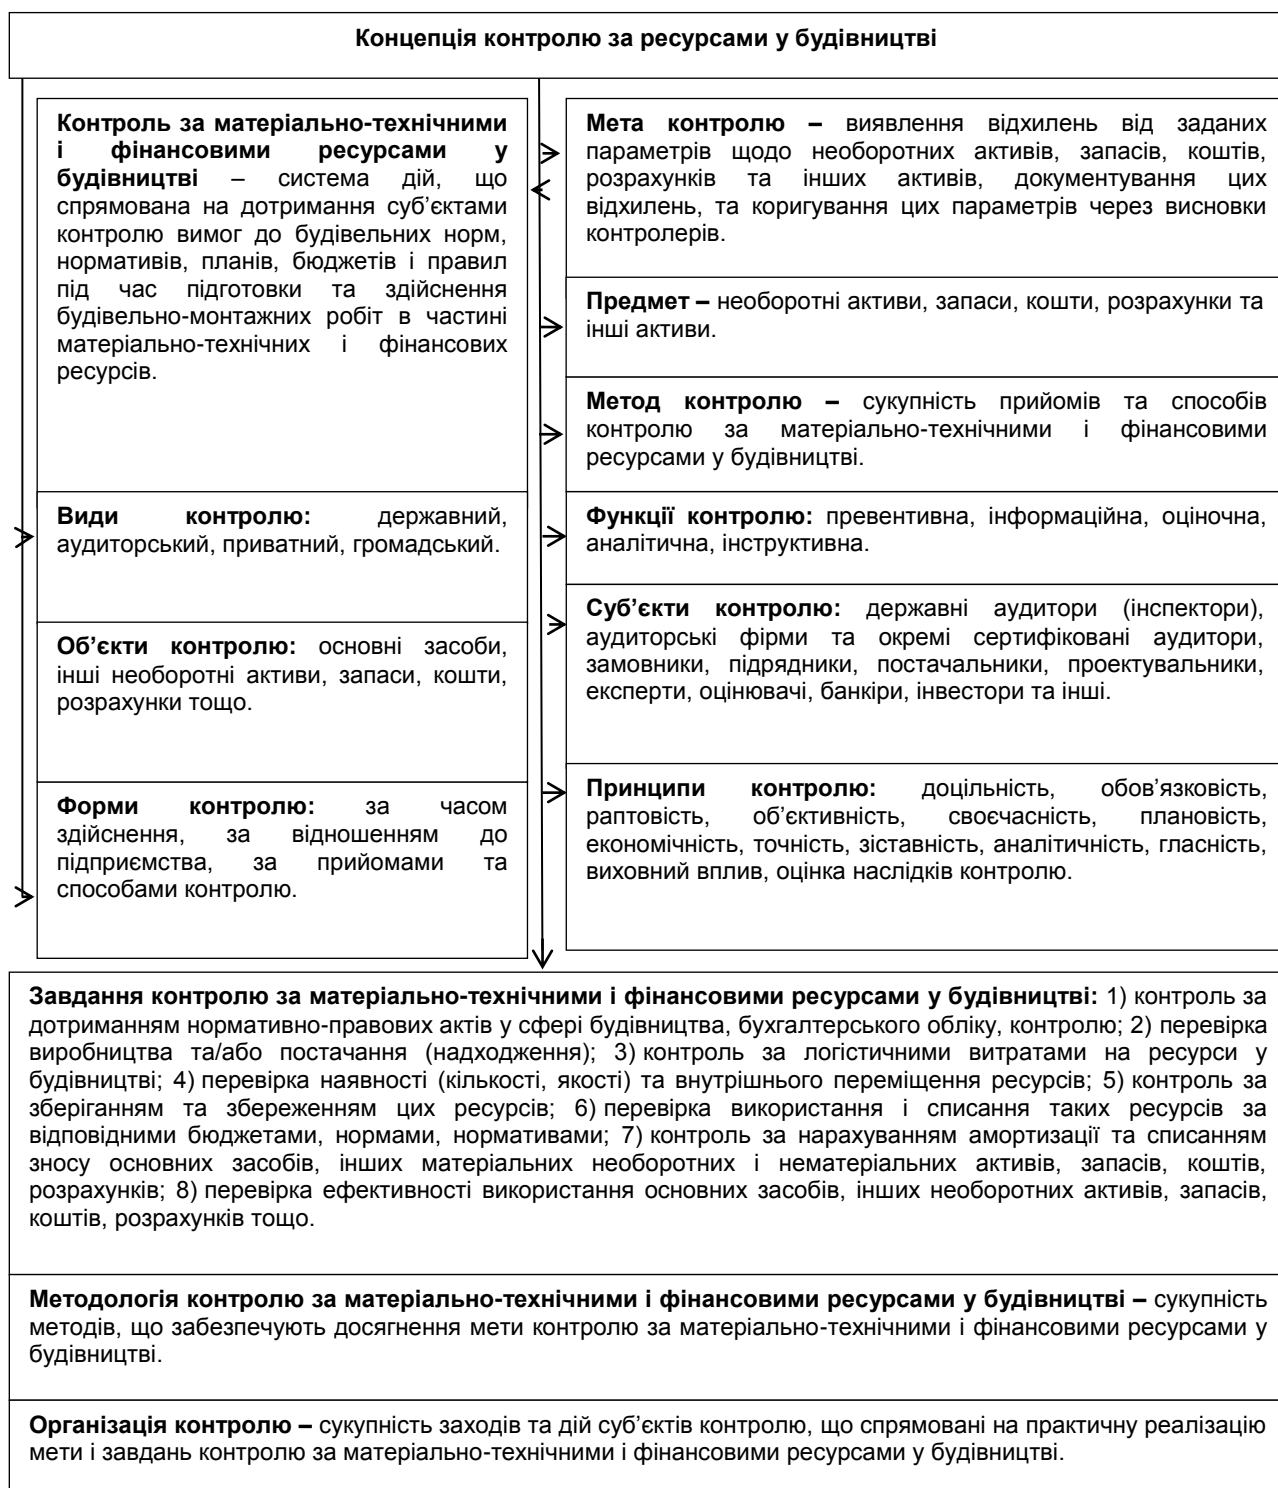 Концепція контролю за ресурсами у будівництві
Контроль за матеріально-технічними
і фінансовими ресурсами у
будівництві – система дій, що
спрямована на дотримання суб’єктами
контролю вимог до будівельних норм,
нормативів, планів, бюджетів і правил
під час підготовки та здійснення
будівельно-монтажних робіт в частині
матеріально-технічних і фінансових
ресурсів.
Види контролю: державний,
аудиторський, приватний, громадський.
Об’єкти контролю: основні засоби,
інші необоротні активи, запаси, кошти,
розрахунки тощо.
Форми контролю: за часом
здійснення, за відношенням до
підприємства, за прийомами та
способами контролю.
Мета контролю – виявлення відхилень від заданих
параметрів щодо необоротних активів, запасів, коштів,
розрахунків та інших активів, документування цих
відхилень, та коригування цих параметрів через висновки
контролерів.
Предмет – необоротні активи, запаси, кошти, розрахунки та
інші активи.
Метод контролю – сукупність прийомів та способів
контролю за матеріально-технічними і фінансовими
ресурсами у будівництві.
Функції контролю: превентивна, інформаційна, оціночна,
аналітична, інструктивна.
Суб’єкти контролю: державні аудитори (інспектори),
аудиторські фірми та окремі сертифіковані аудитори,
замовники, підрядники, постачальники, проектувальники,
експерти, оцінювачі, банкіри, інвестори та інші.
Принципи контролю: доцільність, обов’язковість,
раптовість, об’єктивність, своєчасність, плановість,
економічність, точність, зіставність, аналітичність, гласність,
виховний вплив, оцінка наслідків контролю.
Завдання контролю за матеріально-технічними і фінансовими ресурсами у будівництві: 1) контроль за
дотриманням нормативно-правових актів у сфері будівництва, бухгалтерського обліку, контролю; 2) перевірка
виробництва та/або постачання (надходження); 3) контроль за логістичними витратами на ресурси у
будівництві; 4) перевірка наявності (кількості, якості) та внутрішнього переміщення ресурсів; 5) контроль за
зберіганням та збереженням цих ресурсів; 6) перевірка використання і списання таких ресурсів за
відповідними бюджетами, нормами, нормативами; 7) контроль за нарахуванням амортизації та списанням
зносу основних засобів, інших матеріальних необоротних і нематеріальних активів, запасів, коштів,
розрахунків; 8) перевірка ефективності використання основних засобів, інших необоротних активів, запасів,
коштів, розрахунків тощо.
Методологія контролю за матеріально-технічними і фінансовими ресурсами у будівництві – сукупність
методів, що забезпечують досягнення мети контролю за матеріально-технічними і фінансовими ресурсами у
будівництві.
Організація контролю – сукупність заходів та дій суб’єктів контролю, що спрямовані на практичну реалізацію
мети і завдань контролю за матеріально-технічними і фінансовими ресурсами у будівництві.